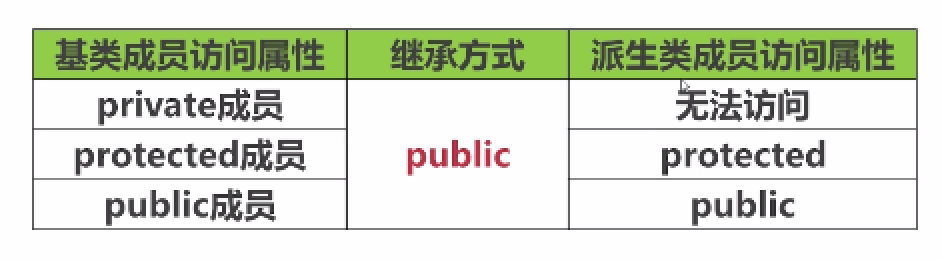 基类成员访问属性 继承方式 派生类成员访问属性
private成员 无法访问
protected成员 public protected
public成员 public